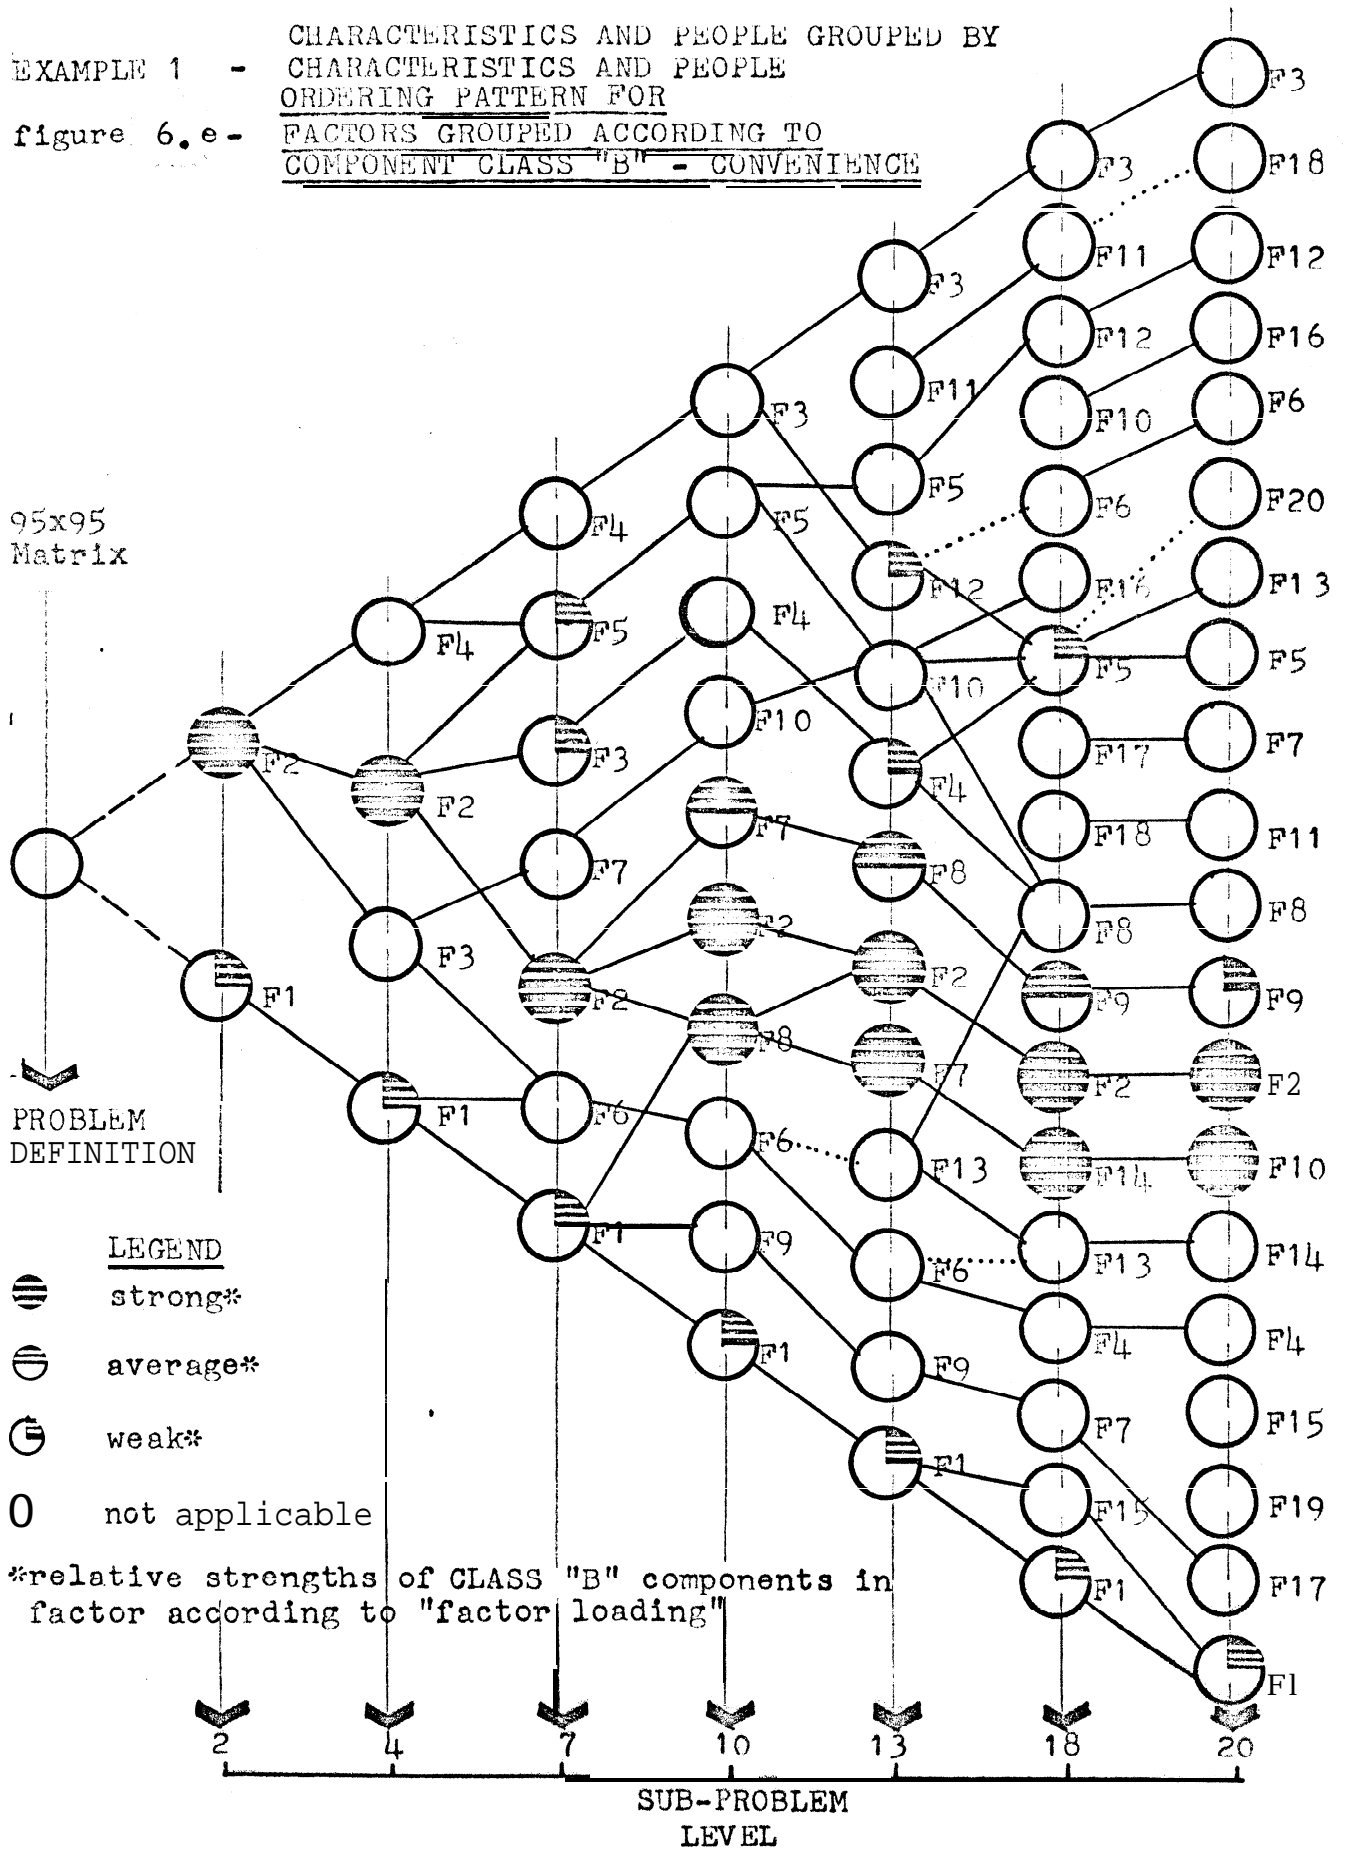 CHARACTERISTICS AND PEOPLE GROUPED BY
EXAMPLE 1 - CHARACTERISTICS AND PEOPLE
ORDERING PATTERN FOR
figure 6.e- FACTORS GROUPED ACCORDING TO
COMPONENT CLASS "B" - CONVENIENCE
95x95
Matrix
PROBLEM
DEFINITION
F2
F1
F4
F2
F3
F1
F4
F5
F3
F7
F2
F6
F1
F3
F5
F4
F10
F7
F2
F8
F6
F9
F1
F3
F11
F5
F12
F10
F4
F8
F2
F7
F13
F6
F9
F1
F3
F11
F12
F10
F6
F16
F5
F17
F18
F8
F9
F2
F14
F13
F4
F7
F15
F1
F3
F18
F12
F16
F6
F20
F13
F5
F7
F11
F8
F9
F2
F10
F14
F4
F15
F19
F17
F1
LEGEND
strong*
average*
weak*
0 not applicable
*relative strengths of CLASS "B" components in
factor according to "factor loading"
2 4 7 10 13 18 20
SUB-PROBLEM
LEVEL